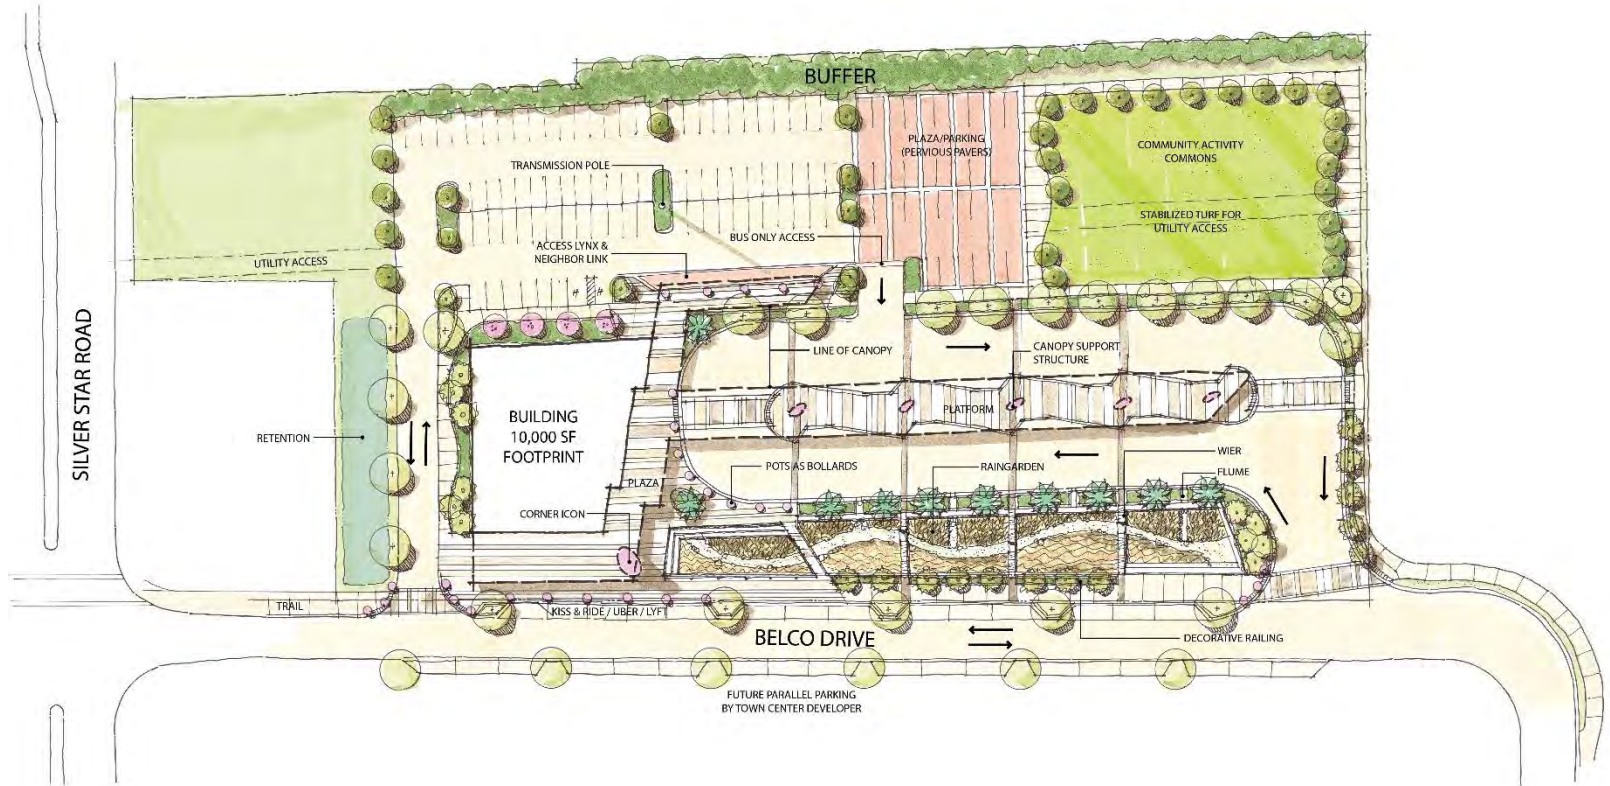 BUFFER
PLAZA/PARKING
(PERVIOUS PAVERS)
COMMUNITY ACTIVITY
COMMONS
TRANSMISSION POLE
STABILIZED TURF FOR
UTILITY ACCESS
BUS ONLY ACCESS
ACCESS LYNX &
NEIGHBOR LINK
UTILITY ACCESS
SILVER STAR ROAD
LINE OF CANOPY
CANOPY SUPPORT
STRUCTURE
BUILDING
10,000 SF
FOOTPRINT
PLATFORM
RETENTION
WIER
POTS AS BOLLARDS
RAINGARDEN
FLUME
PLAZA
CORNER ICON
TRAIL
KISS & RIDE / UBER / LYFT
BELCO DRIVE
DECORATIVE RAILING
FUTURE PARALLEL PARKING
BY TOWN CENTER DEVELOPER